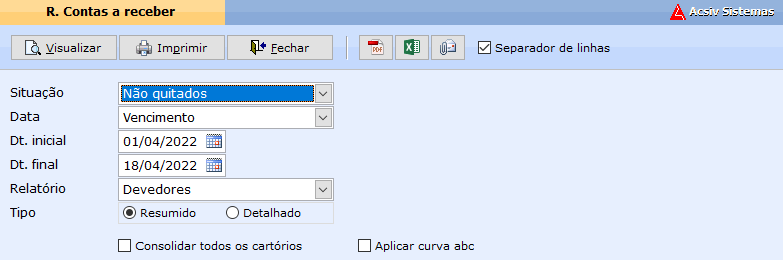 R. Contas a receber
Acsiv Sistemas
Visualizar Imprimir Fechar PDF Separador de linhas
Situação Não quitados
Data Vencimento
Dt. inicial 01/04/2022
Dt. final 18/04/2022
Relatório Devedores
Tipo Resumido Detalhado
Consolidar todos os cartórios Aplicar curva abc